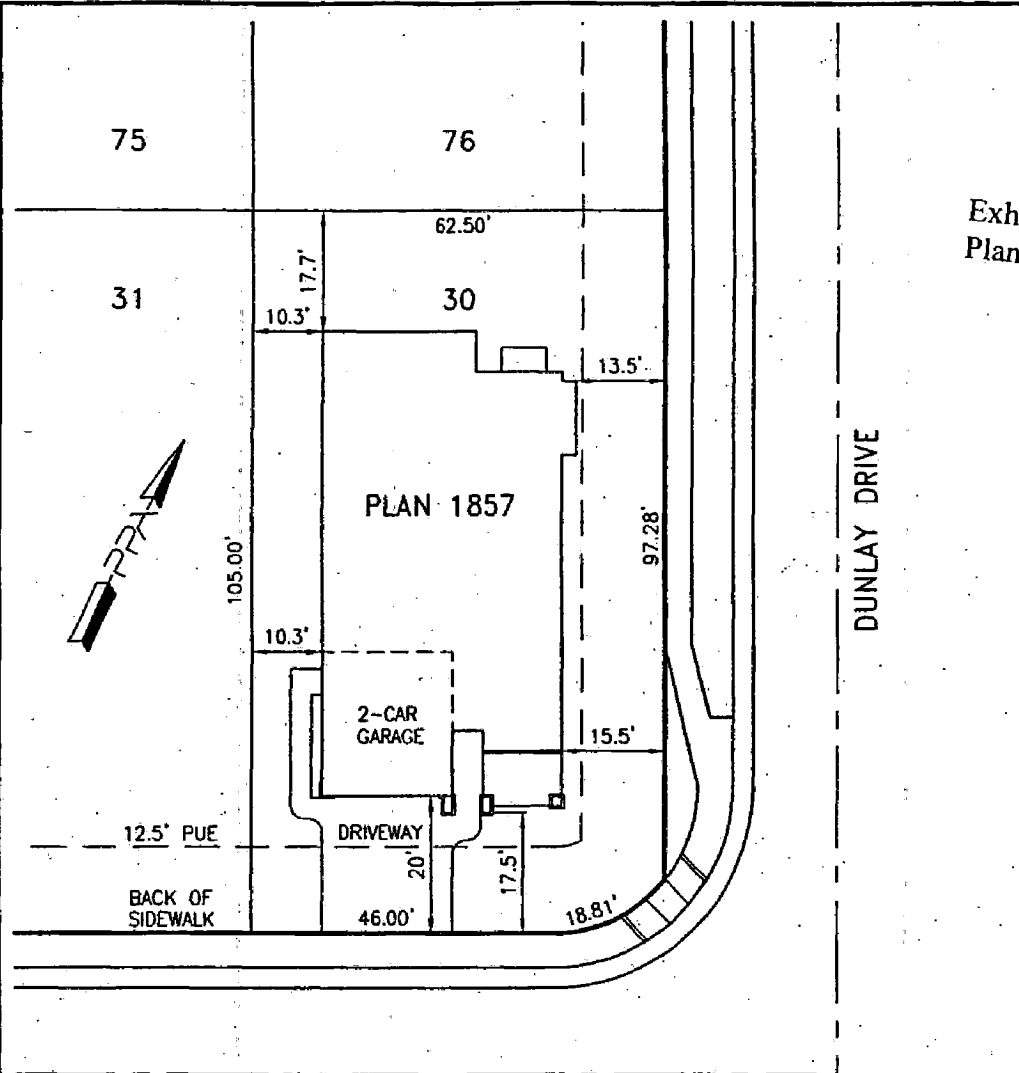 75
76
Exh
Plan
62.50'
17.7'
31
30
10.3'
13.5'
PLAN 1857
DUNLAY DRIVE
105.00'
97.28'
10.3'
2-CAR
GARAGE
15.5'
12.5' PUE
DRIVEWAY
20'
17.5'
BACK OF
SIDEWALK
46.00'
18.81'